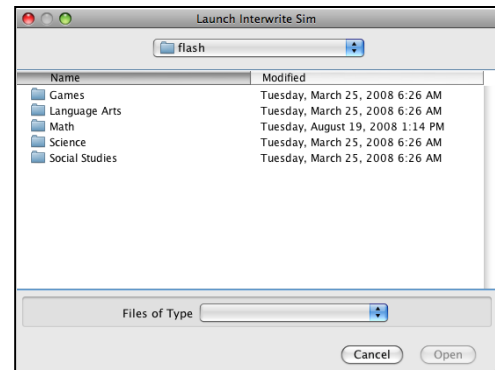 Launch Interwrite Sim
flash
Name Modified
Games Tuesday, March 25, 2008 6:26 AM
Language Arts Tuesday, March 25, 2008 6:26 AM
Math Tuesday, August 19, 2008 1:14 PM
Science Tuesday, March 25, 2008 6:26 AM
Social Studies Tuesday, March 25, 2008 6:26 AM
Files of Type
Cancel Open